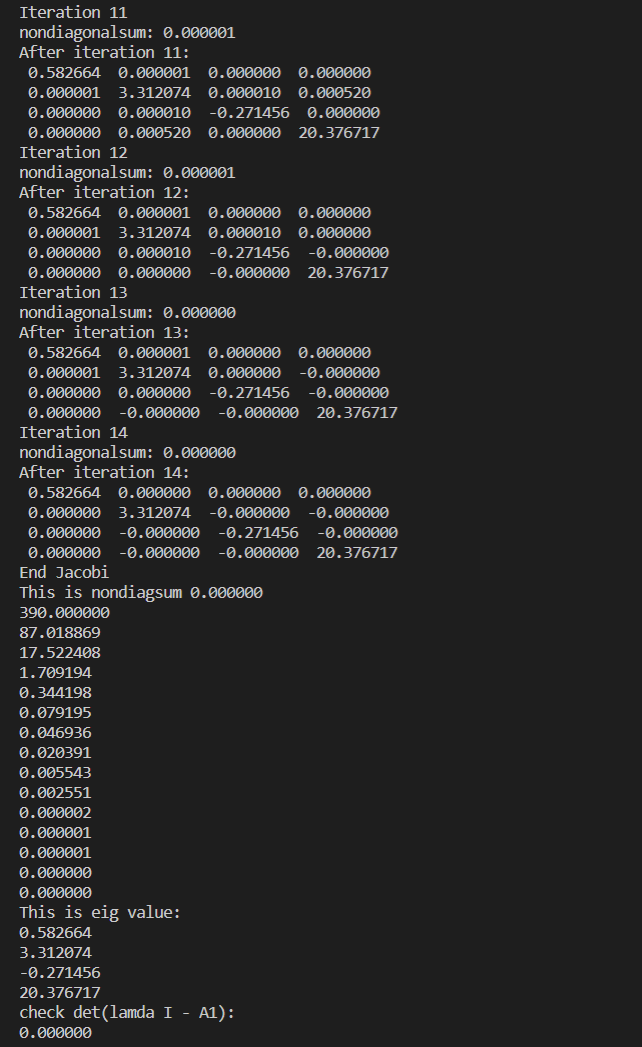 Iteration 11
nondiagonalsum: 0.000001
After iteration 11:
0.582664 0.000001 0.000000 0.000000
0.000001 3.312074 0.000010 0.000520
0.000000 0.000010 -0.271456 0.000000
0.000000 0.000520 0.000000 20.376717
Iteration 12
nondiagonalsum: 0.000001
After iteration 12:
0.582664 0.000001 0.000000 0.000000
0.000001 3.312074 0.000010 0.000000
0.000000 0.000010 -0.271456 -0.000000
0.000000 0.000000 -0.000000 20.376717
Iteration 13
nondiagonalsum: 0.000000
After iteration 13:
0.582664 0.000001 0.000000 0.000000
0.000001 3.312074 0.000000 -0.000000
0.000000 0.000000 -0.271456 -0.000000
0.000000 -0.000000 -0.000000 20.376717
Iteration 14
nondiagonalsum: 0.000000
After iteration 14:
0.582664 0.000000 0.000000 0.000000
0.000000 3.312074 -0.000000 -0.000000
0.000000 -0.000000 -0.271456 -0.000000
0.000000 -0.000000 -0.000000 20.376717
End Jacobi
This is nondiagsum 0.000000
390.000000
87.018869
17.522408
1.709194
0.344198
0.079195
0.046936
0.020391
0.005543
0.002551
0.000002
0.000001
0.000001
0.000000
0.000000
This is eig value:
0.582664
3.312074
-0.271456
20.376717
check det(lamda I - A1):
0.000000